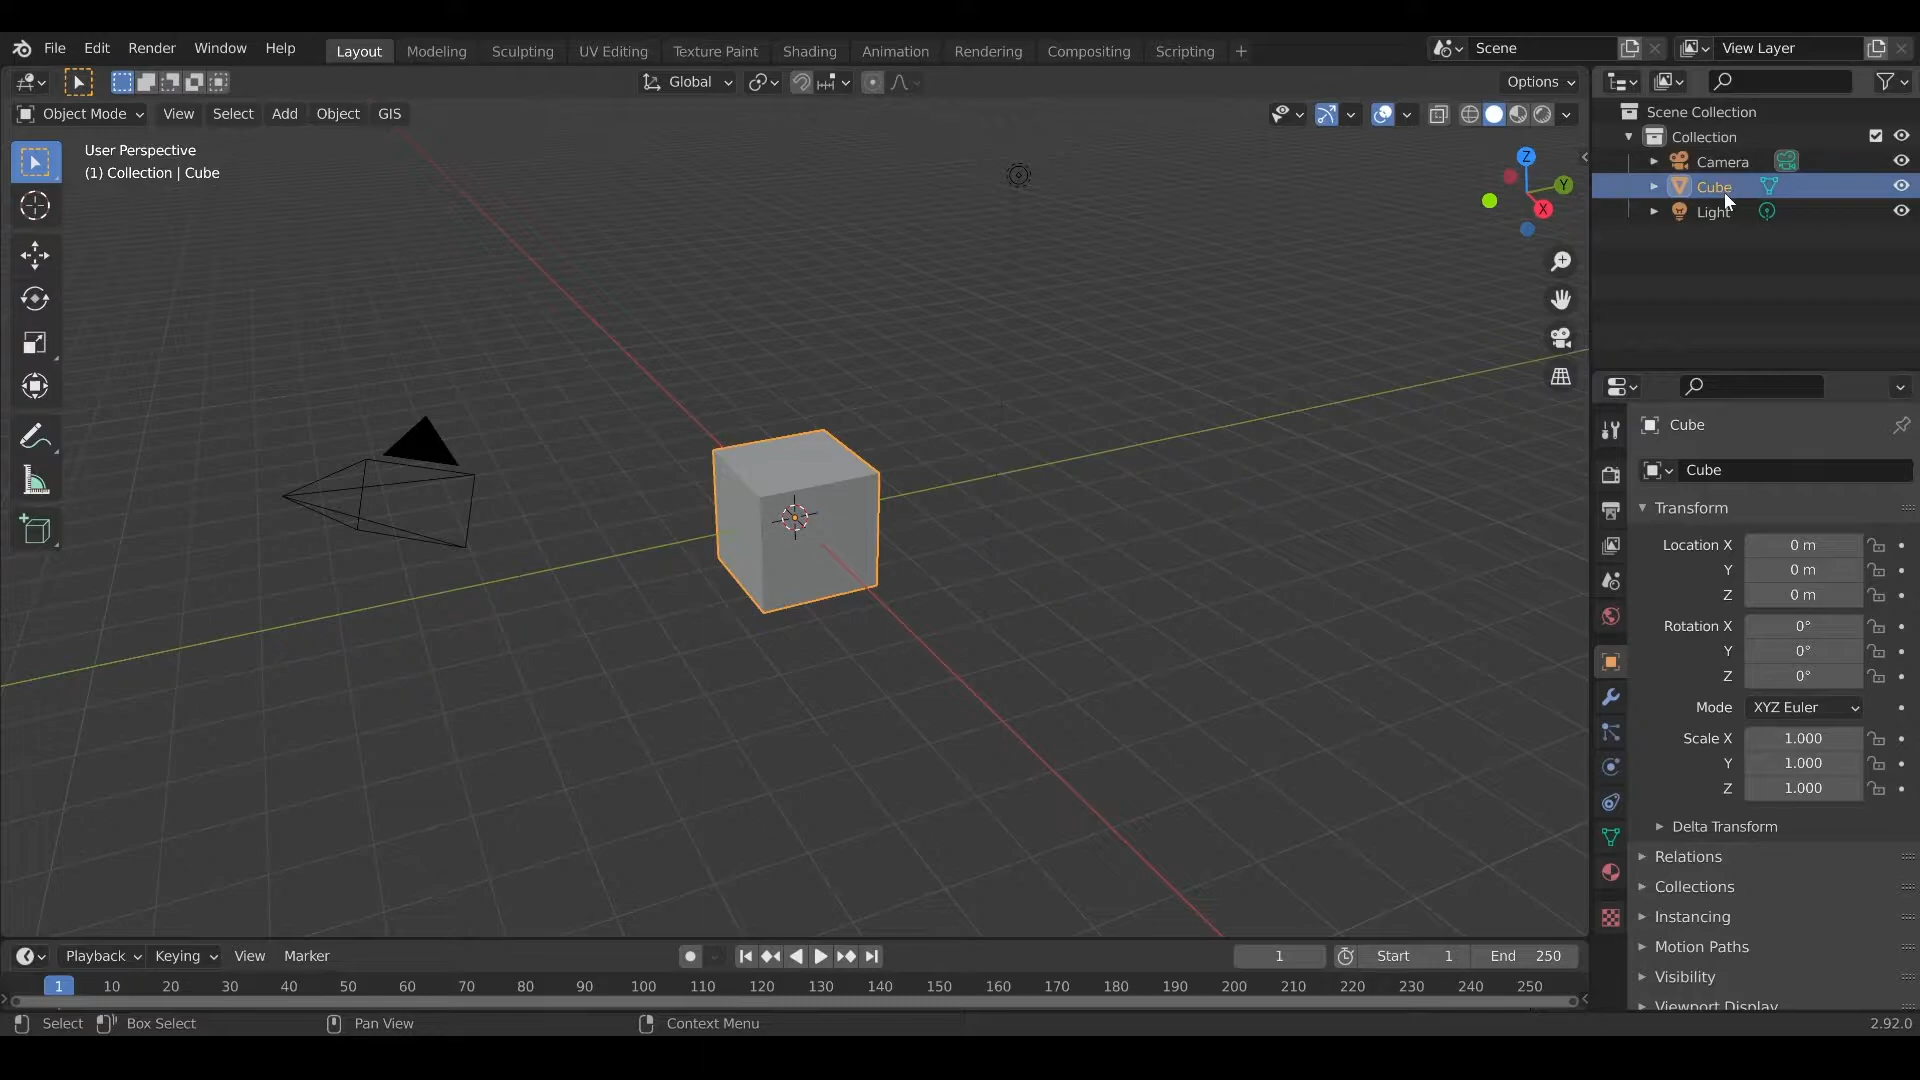 File Edit Render Window Help Layout Modeling Sculpting UV Editing Texture Paint Shading Animation Rendering Compositing Scripting + Scene View Layer
Global Options
Object Mode View Select Add Object GIS
User Perspective
(1) Collection | Cube
Z
Y
X
Scene Collection
Collection
Camera
Cube
Light
Cube
Cube
Transform
Location X 0 m
Y 0 m
Z 0 m
Rotation X 0°
Y 0°
Z 0°
Mode XYZ Euler
Scale X 1.000
Y 1.000
Z 1.000
Delta Transform
Relations
Collections
Instancing
Motion Paths
Visibility
Viewport Display
Playback Keying View Marker 1 Start 1 End 250
1 10 20 30 40 50 60 70 80 90 100 110 120 130 140 150 160 170 180 190 200 210 220 230 240 250
Select Box Select Pan View Context Menu 2.92.0